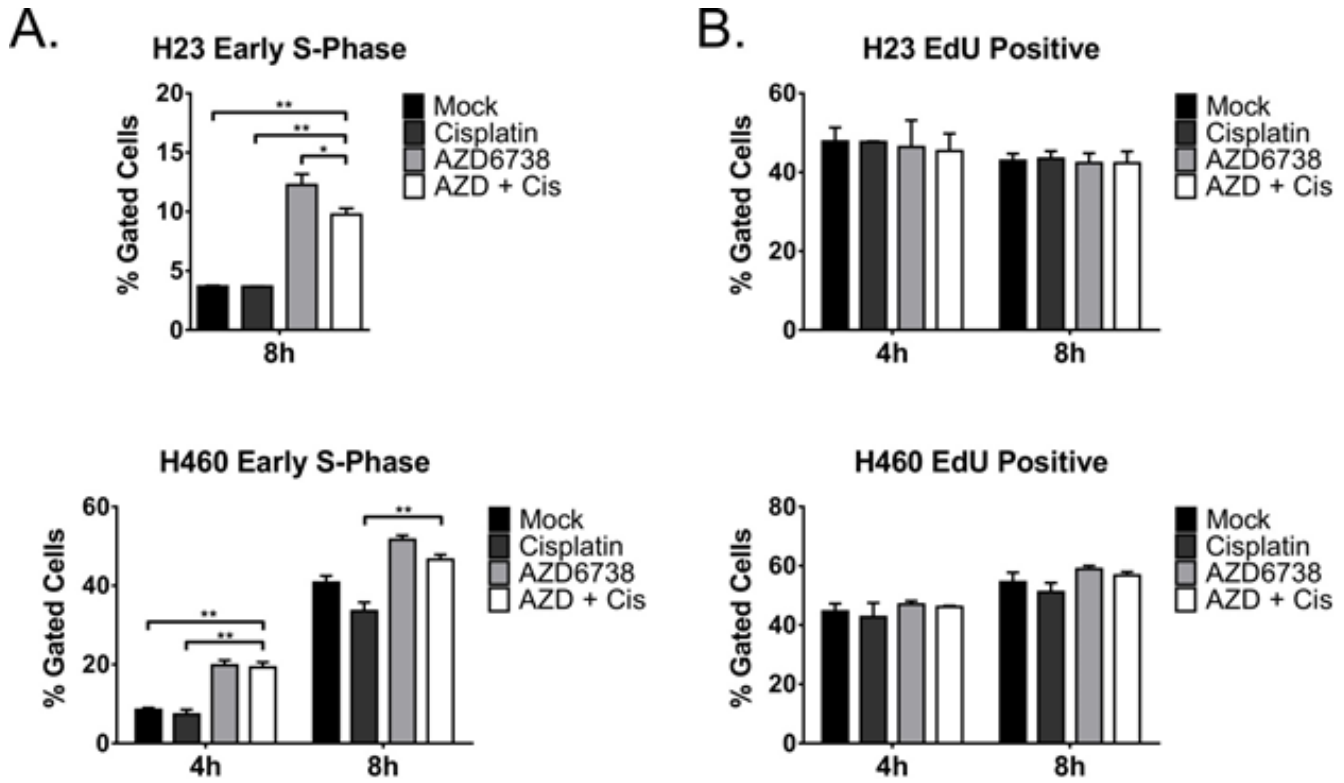 A.
H23 Early S-Phase
% Gated Cells
20
15
10
5
0
**
**
*
8h
Mock
Cisplatin
AZD6738
AZD + Cis
B.
H23 EdU Positive
% Gated Cells
60
40
20
0
4h
8h
Mock
Cisplatin
AZD6738
AZD + Cis
H460 Early S-Phase
% Gated Cells
60
40
20
0
**
**
**
4h
8h
Mock
Cisplatin
AZD6738
AZD + Cis
H460 EdU Positive
% Gated Cells
80
60
40
20
0
4h
8h
Mock
Cisplatin
AZD6738
AZD + Cis